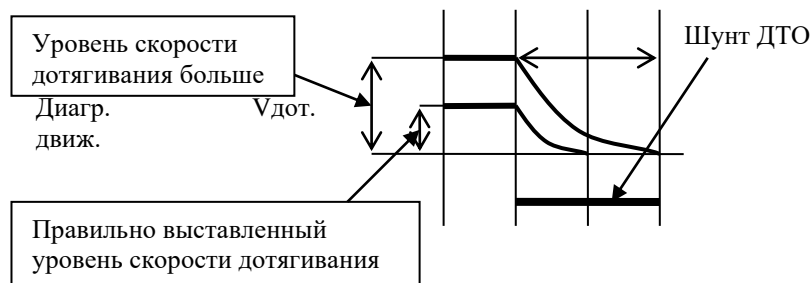 Уровень скорости
дотягивания больше
Шунт ДТО
Диагр. Vдот.
движ.
Правильно выставленный
уровень скорости дотягивания